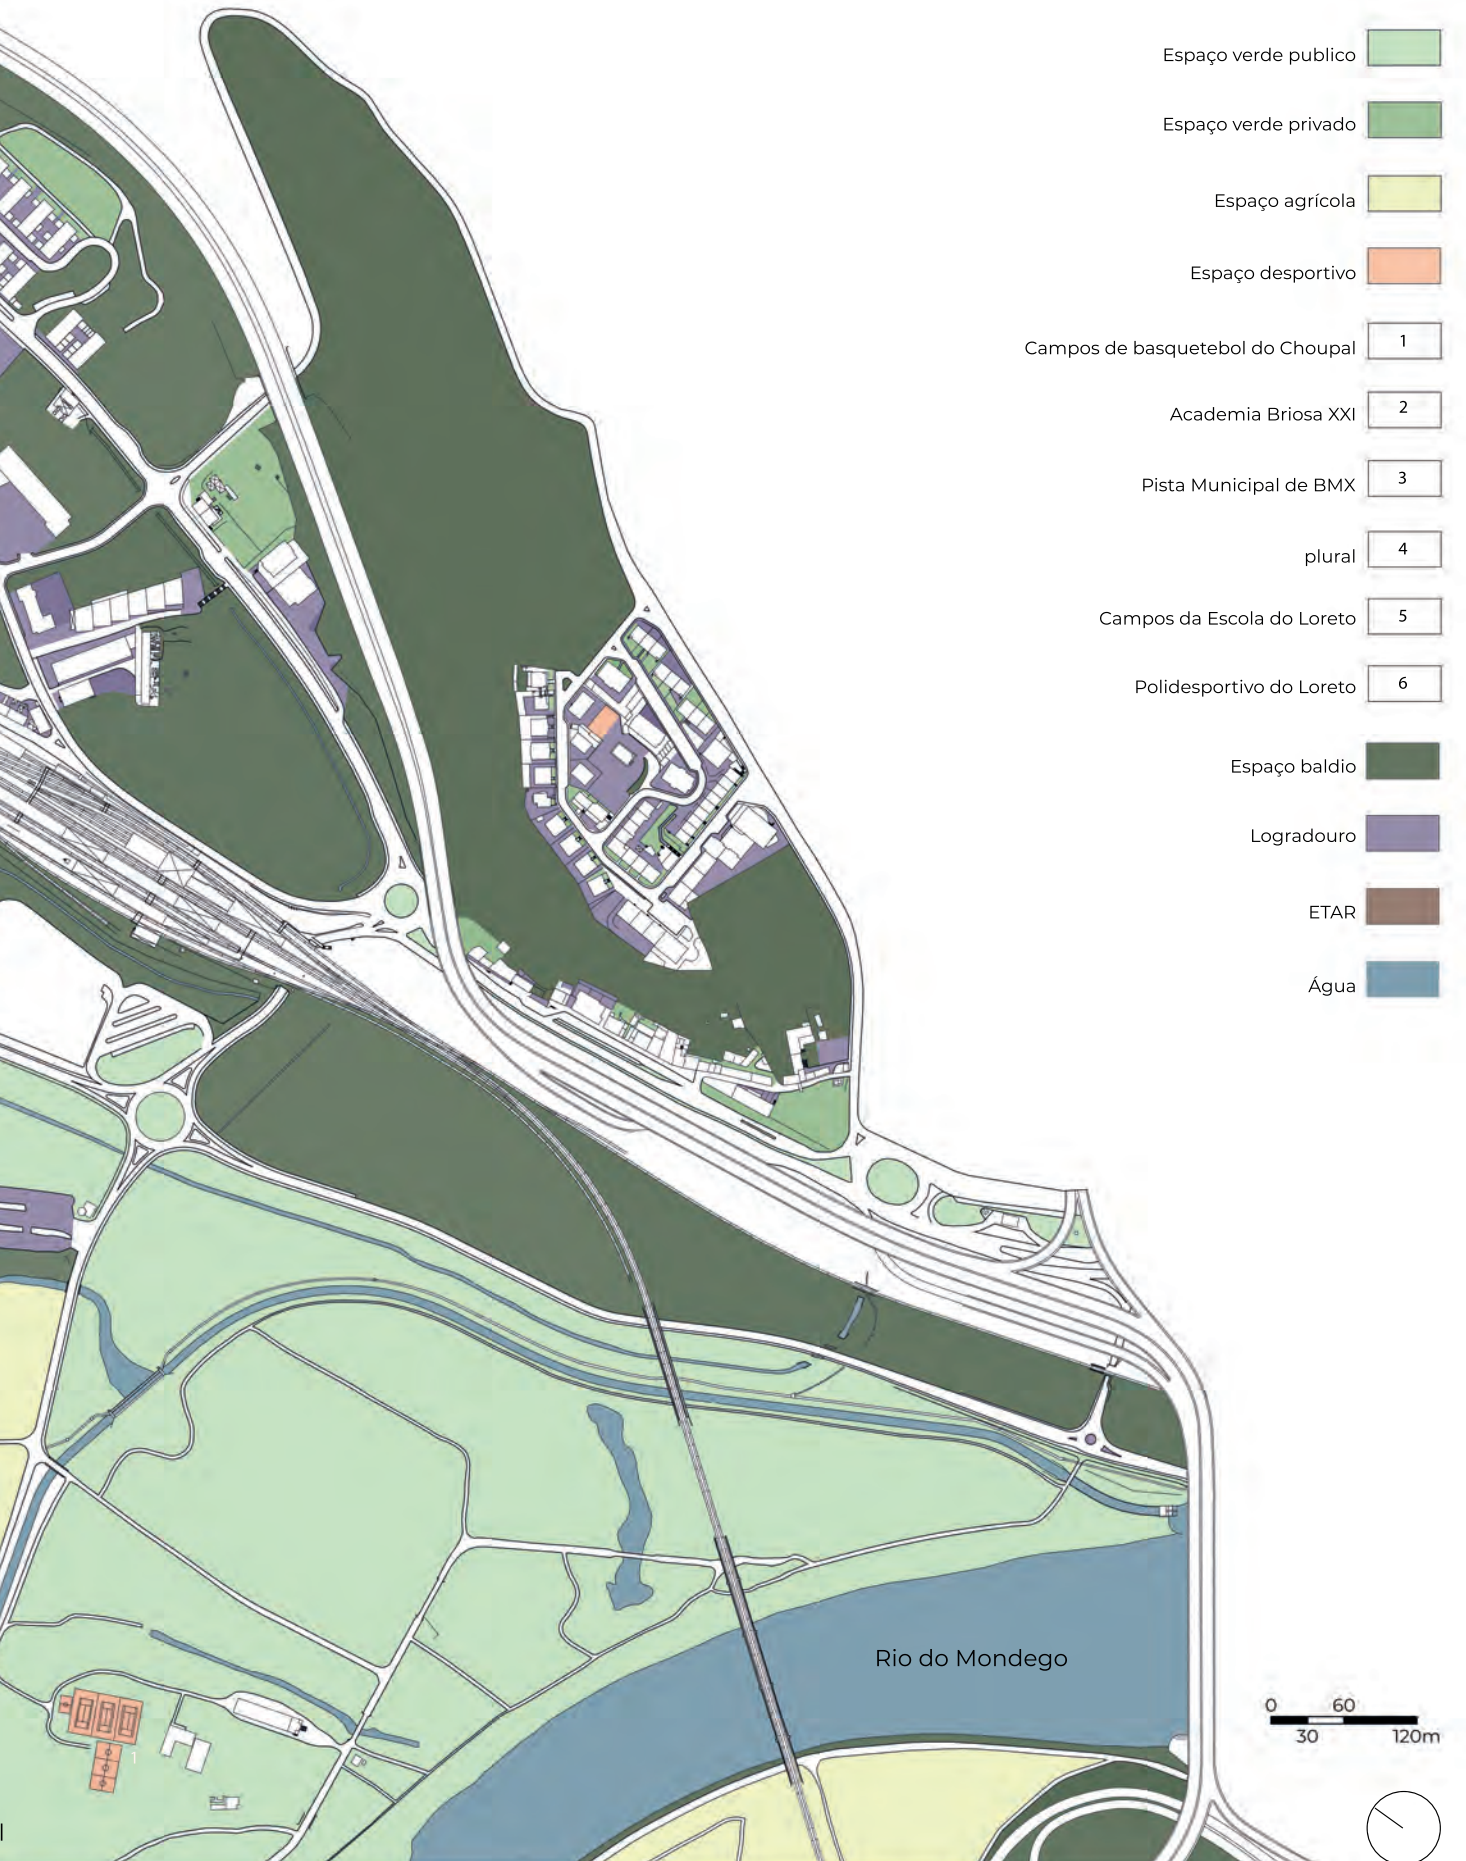 Espaço verde publico
Espaço verde privado
Espaço agrícola
Espaço desportivo
Campos de basquetebol do Choupal 1
Academia Briosa XXI 2
Pista Municipal de BMX 3
plural 4
Campos da Escola do Loreto 5
Polidesportivo do Loreto 6
Espaço baldio
Logradouro
ETAR
Água
Rio do Mondego
0 60
30 120m
1
l